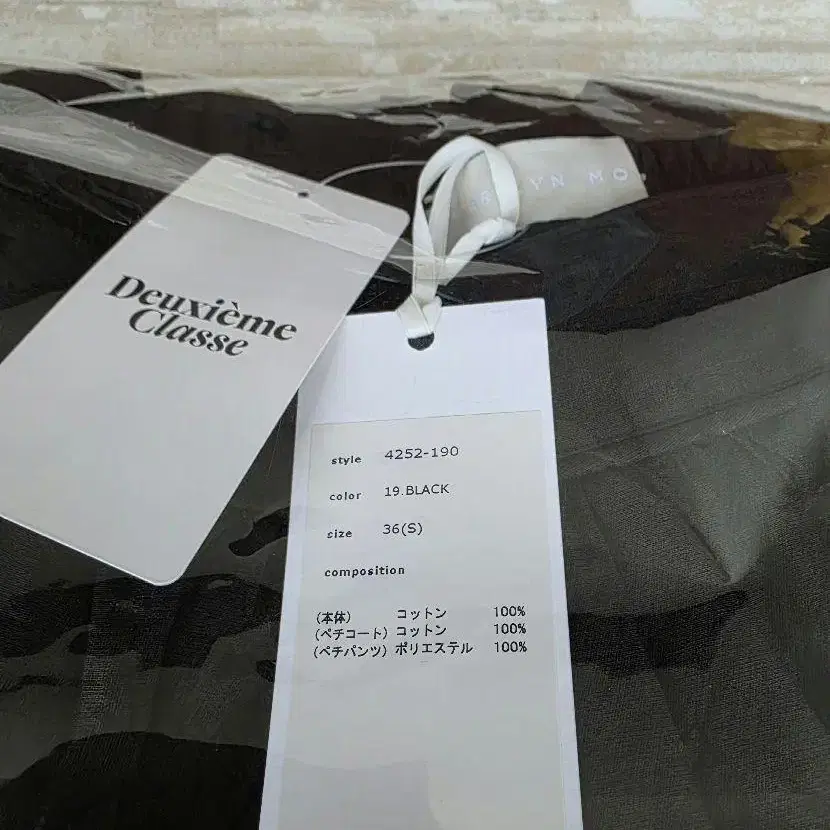 Deuxième
Classe
YN MO
style 4252-190
color 19.BLACK
size 36(S)
composition
(本体) コットン 100%
(ペチコート) コットン 100%
(ペチパンツ) ポリエステル 100%